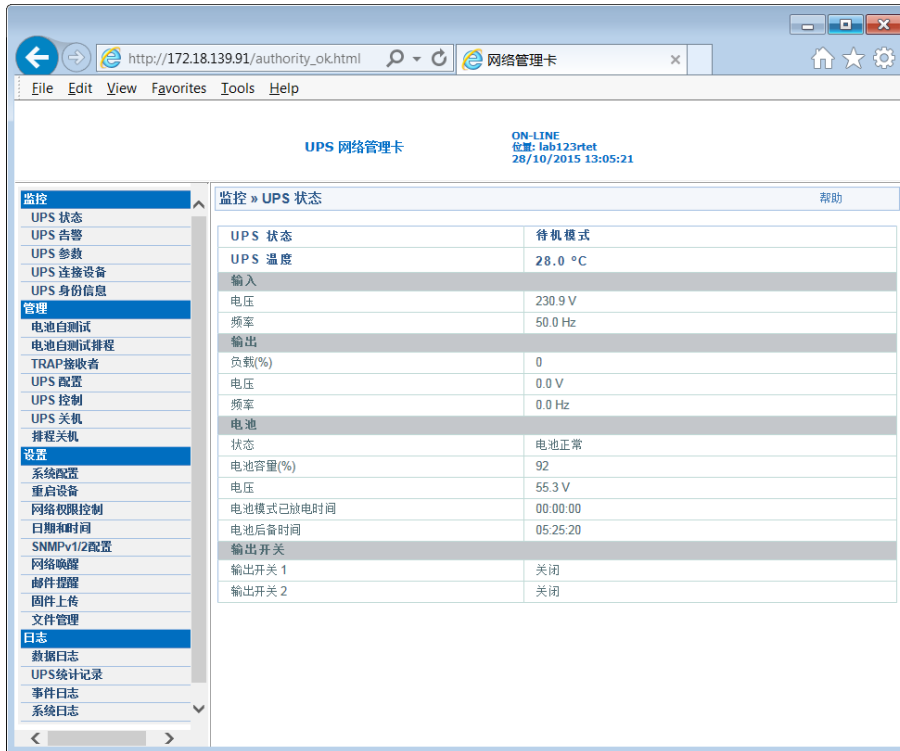 http://172.18.139.91/authority_ok.html
网络管理卡
File Edit View Favorites Tools Help
UPS 网络管理卡
ON-LINE
位置: lab123rtet
28/10/2015 13:05:21
监控
UPS 状态
UPS 告警
UPS 参数
UPS 连接设备
UPS 身份信息
管理
电池自测试
电池自测试排程
TRAP接收者
UPS 配置
UPS 控制
UPS 关机
排程关机
设置
系统配置
重启设备
网络权限控制
日期和时间
SNMPv1/2配置
网络唤醒
邮件提醒
固件上传
文件管理
日志
数据日志
UPS统计记录
事件日志
系统日志
监控 » UPS 状态 帮助
UPS 状态 待机模式
UPS 温度 28.0 °C
输入
电压 230.9 V
频率 50.0 Hz
输出
负载(%) 0
电压 0.0 V
频率 0.0 Hz
电池
状态 电池正常
电池容量(%) 92
电压 55.3 V
电池模式已放电时间 00:00:00
电池后备时间 05:25:20
输出开关
输出开关 1 关闭
输出开关 2 关闭